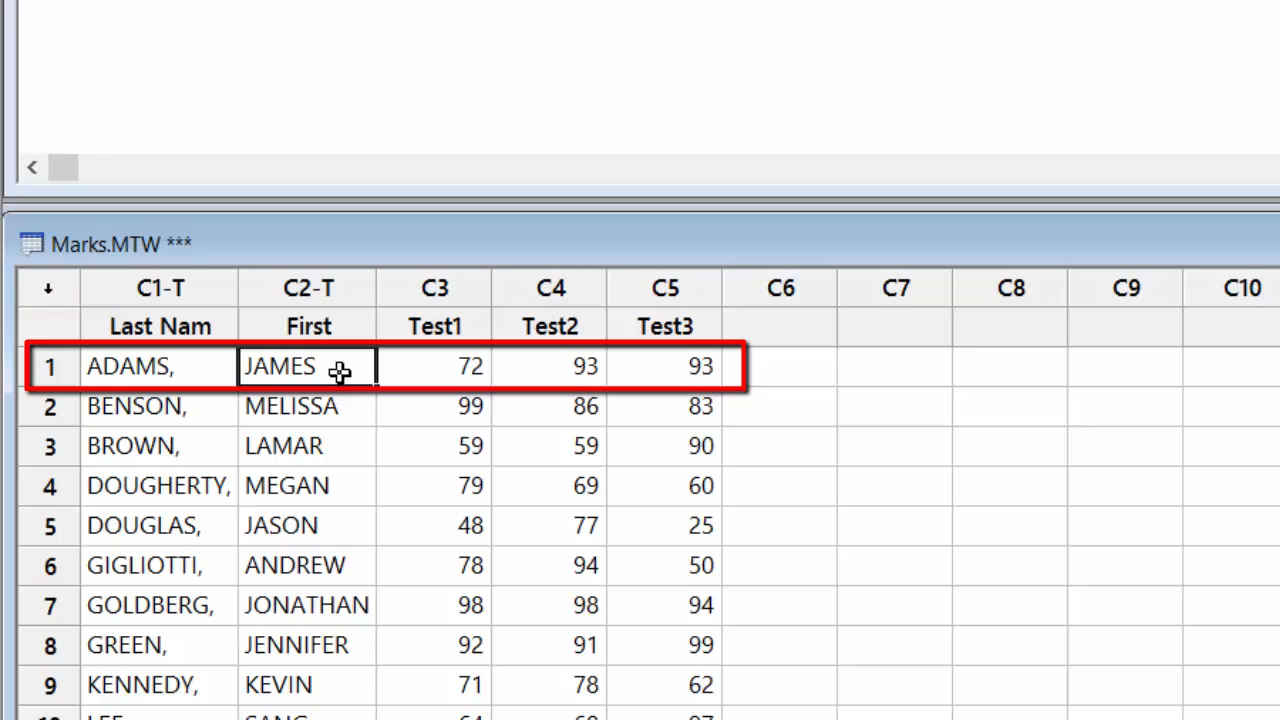 Marks.MTW ***
C1-T C2-T C3 C4 C5 C6 C7 C8 C9 C10
Last Nam First Test1 Test2 Test3
1 ADAMS, JAMES 72 93 93
2 BENSON, MELISSA 99 86 83
3 BROWN, LAMAR 59 59 90
4 DOUGHERTY, MEGAN 79 69 60
5 DOUGLAS, JASON 48 77 25
6 GIGLIOTTI, ANDREW 78 94 50
7 GOLDBERG, JONATHAN 98 98 94
8 GREEN, JENNIFER 92 91 99
9 KENNEDY, KEVIN 71 78 62